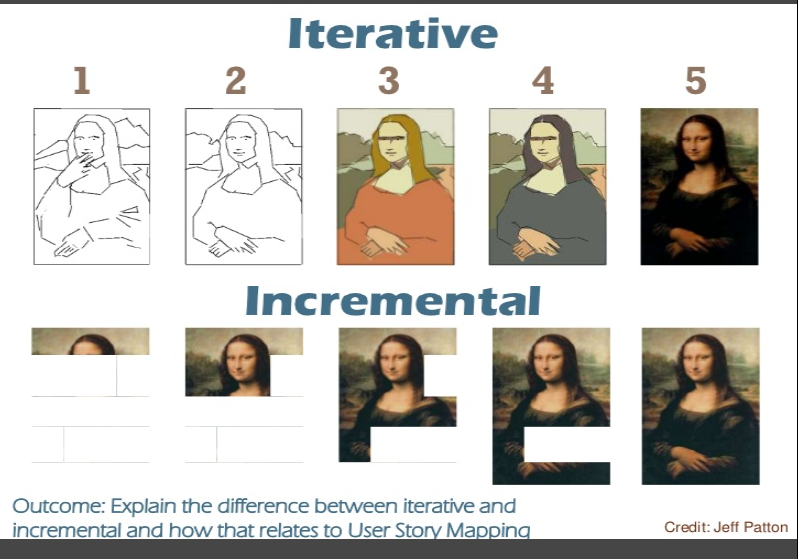 Iterative
1 2 3 4 5
Incremental
Outcome: Explain the difference between iterative and
incremental and how that relates to User Story Mapping
Credit: Jeff Patton